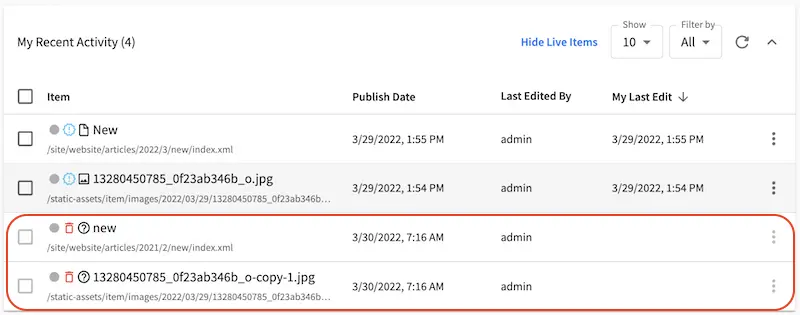 My Recent Activity (4)
Hide Live Items
Show
10
Filter by
All
Item
Publish Date
Last Edited By
My Last Edit
New
3/29/2022, 1:55 PM
admin
3/29/2022, 1:55 PM
/site/website/articles/2022/3/new/index.xml
13280450785_0f23ab346b_o.jpg
3/29/2022, 1:54 PM
admin
3/29/2022, 1:54 PM
/static-assets/item/images/2022/03/29/13280450785_0f23ab346b...
new
3/30/2022, 7:16 AM
admin
/site/website/articles/2021/2/new/index.xml
13280450785_0f23ab346b_o-copy-1.jpg
3/30/2022, 7:16 AM
admin
/static-assets/item/images/2022/03/29/13280450785_0f23ab346b...